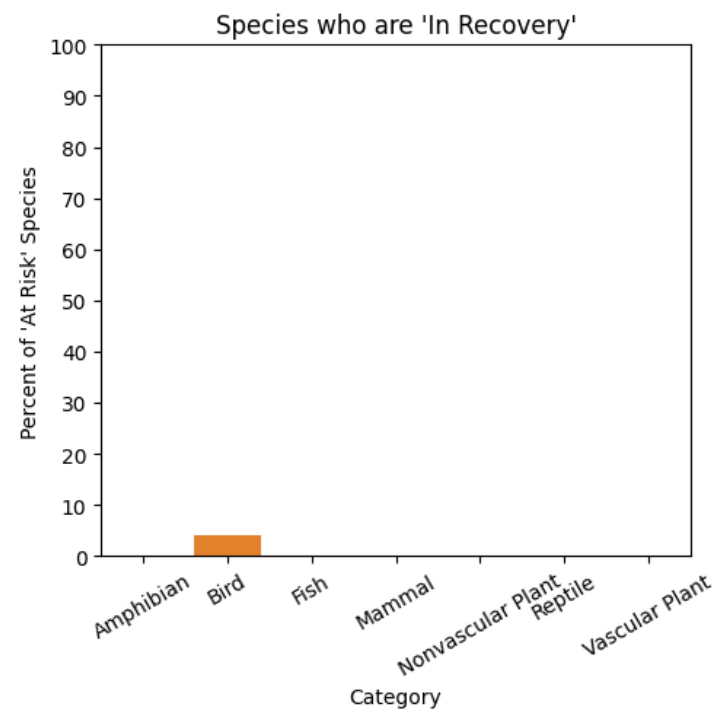 Species who are 'In Recovery'
Percent of 'At Risk' Species
100
90
80
70
60
50
40
30
20
10
0
Amphibian
Bird
Fish
Mammal
Nonvascular Plant
Reptile
Vascular Plant
Category